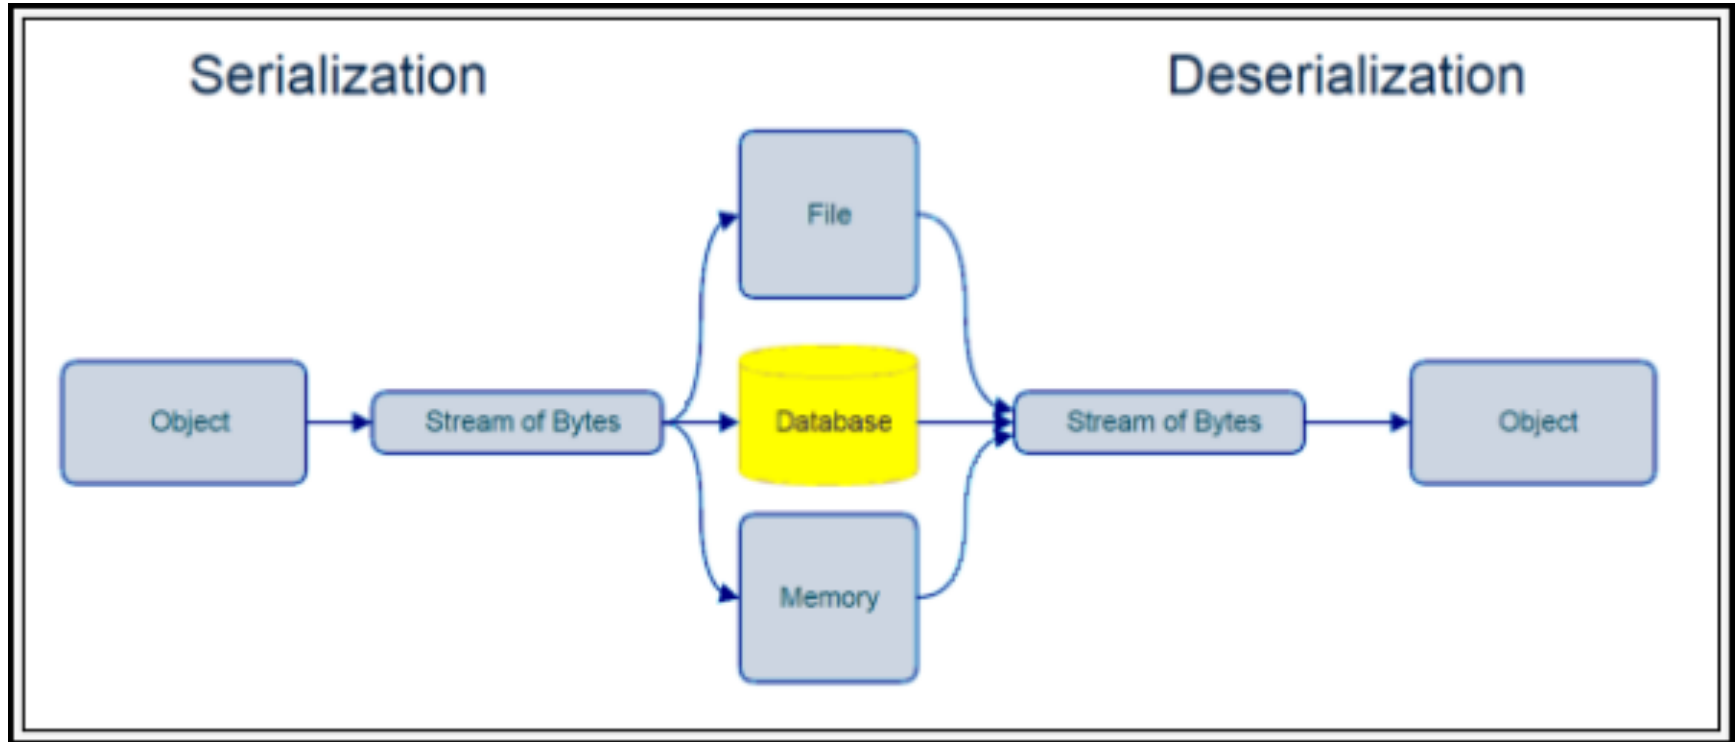 Serialization
Deserialization
File
Object
Stream of Bytes
Database
Stream of Bytes
Object
Memory